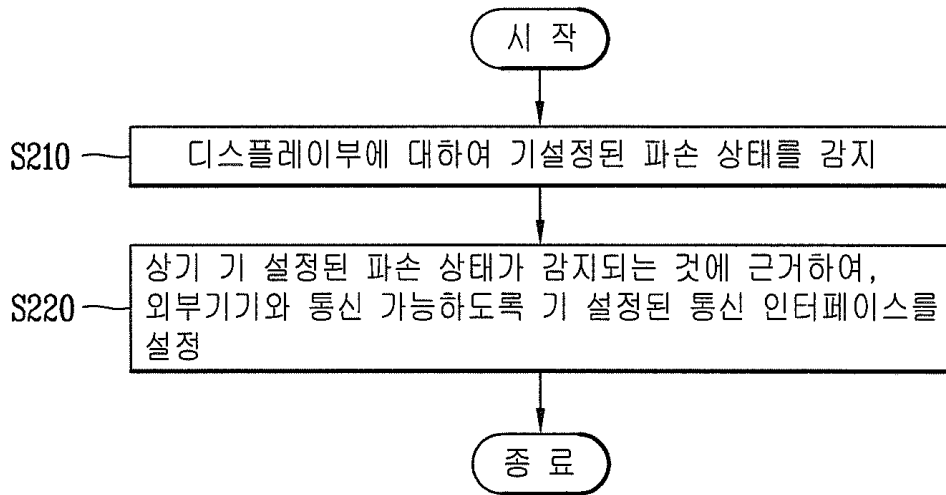 시 작
S210
디스플레이부에 대하여 기설정된 파손 상태를 감지
상기 기 설정된 파손 상태가 감지되는 것에 근거하여,
S220
외부기기와 통신 가능하도록 기 설정된 통신 인터페이스를
설정
종 료